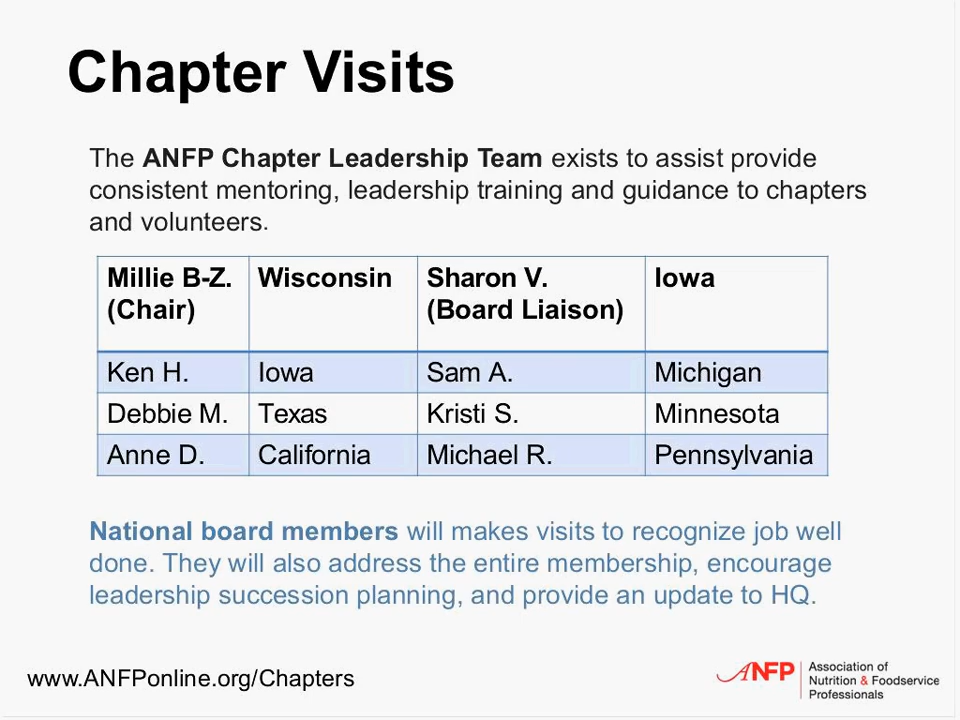 Chapter Visits
The ANFP Chapter Leadership Team exists to assist provide
consistent mentoring, leadership training and guidance to chapters
and volunteers.
Millie B-Z. Wisconsin Sharon V. Iowa
(Chair) (Board Liaison)
Ken H. Iowa Sam A. Michigan
Debbie M. Texas Kristi S. Minnesota
Anne D. California Michael R. Pennsylvania
National board members will makes visits to recognize job well
done. They will also address the entire membership, encourage
leadership succession planning, and provide an update to HQ.
www.ANFPonline.org/Chapters
ANFP
Association of
Nutrition & Foodservice
Professionals